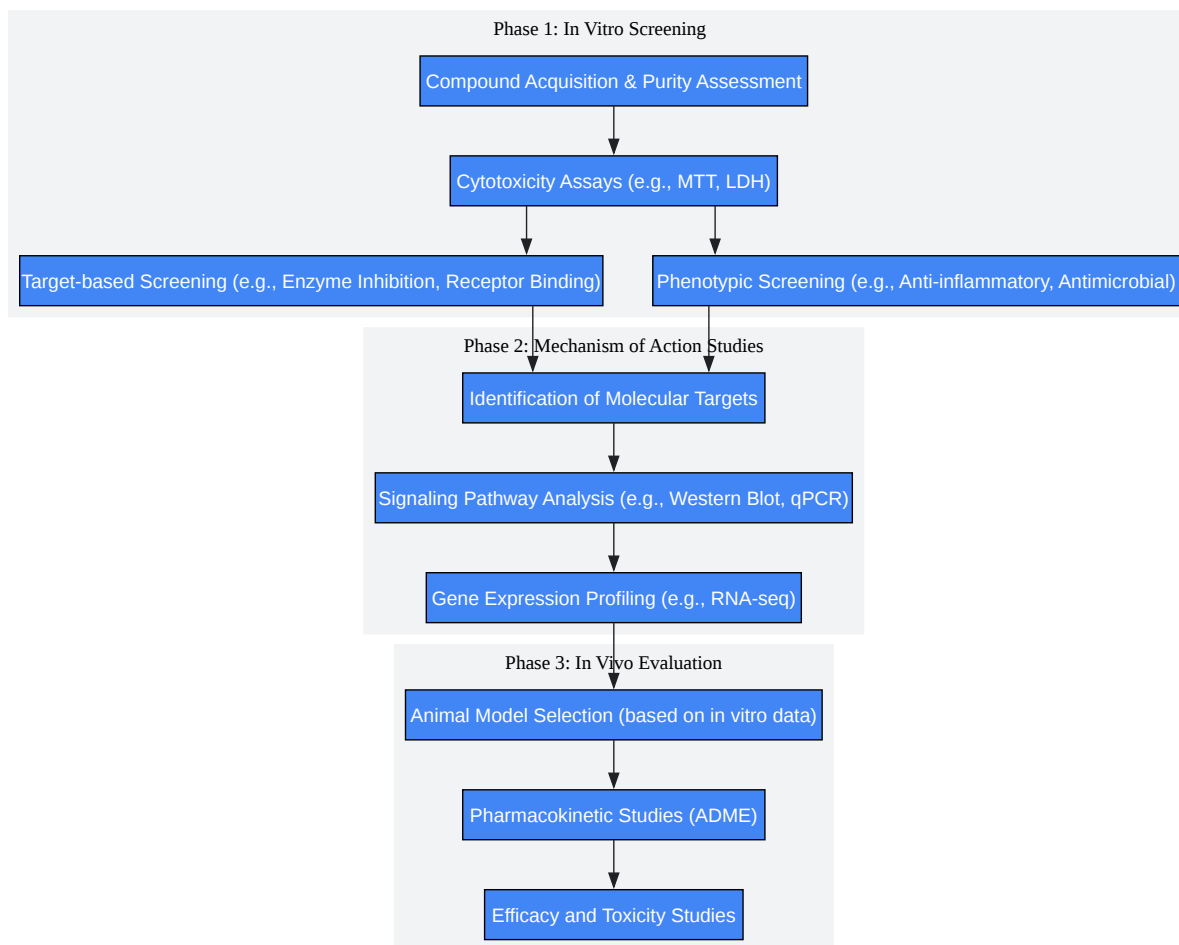 Phase 1: In Vitro Screening
Compound Acquisition & Purity Assessment
Cytotoxicity Assays (e.g., MTT, LDH)
Target-based Screening (e.g., Enzyme Inhibition, Receptor Binding)
Phenotypic Screening (e.g., Anti-inflammatory, Antimicrobial)
Phase 2: Mechanism of Action Studies
Identification of Molecular Targets
Signaling Pathway Analysis (e.g., Western Blot, qPCR)
Gene Expression Profiling (e.g., RNA-seq)
Phase 3: In Vivo Evaluation
Animal Model Selection (based on in vitro data)
Pharmacokinetic Studies (ADME)
Efficacy and Toxicity Studies